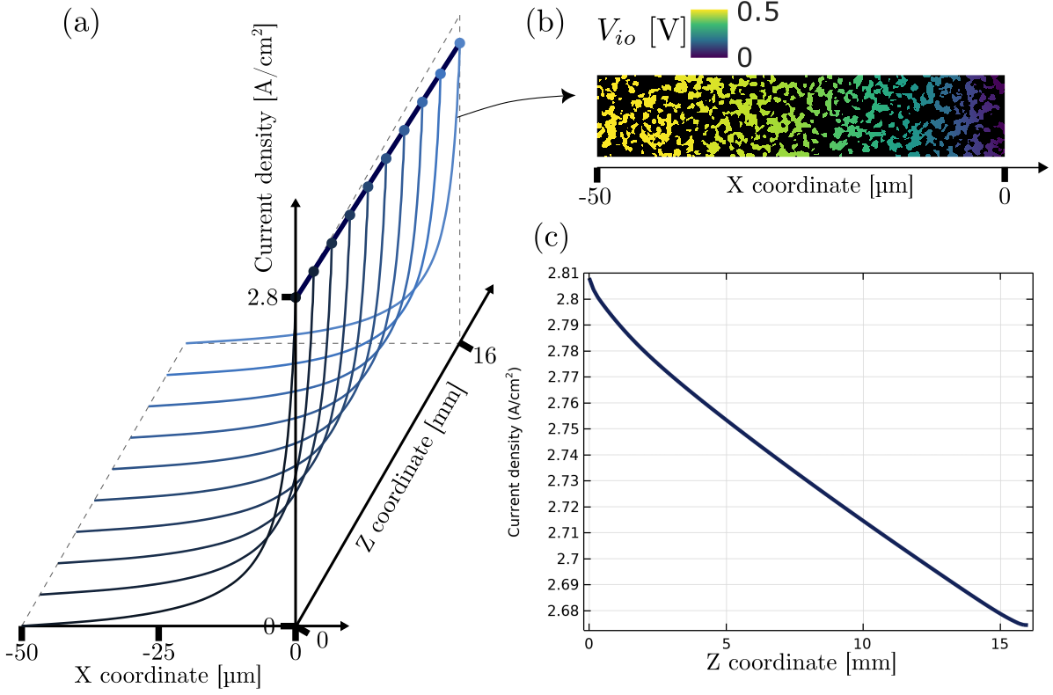 (a)
Current density [A/cm²]
2.8
0
0
16
Z coordinate [mm]
-50
-25
0
X coordinate [µm]
(b)
V_io [V]
0.5
0
X coordinate [µm]
-50
0
(c)
Current density (A/cm²)
2.81
2.8
2.79
2.78
2.77
2.76
2.75
2.74
2.73
2.72
2.71
2.7
2.69
2.68
0
5
10
15
Z coordinate [mm]